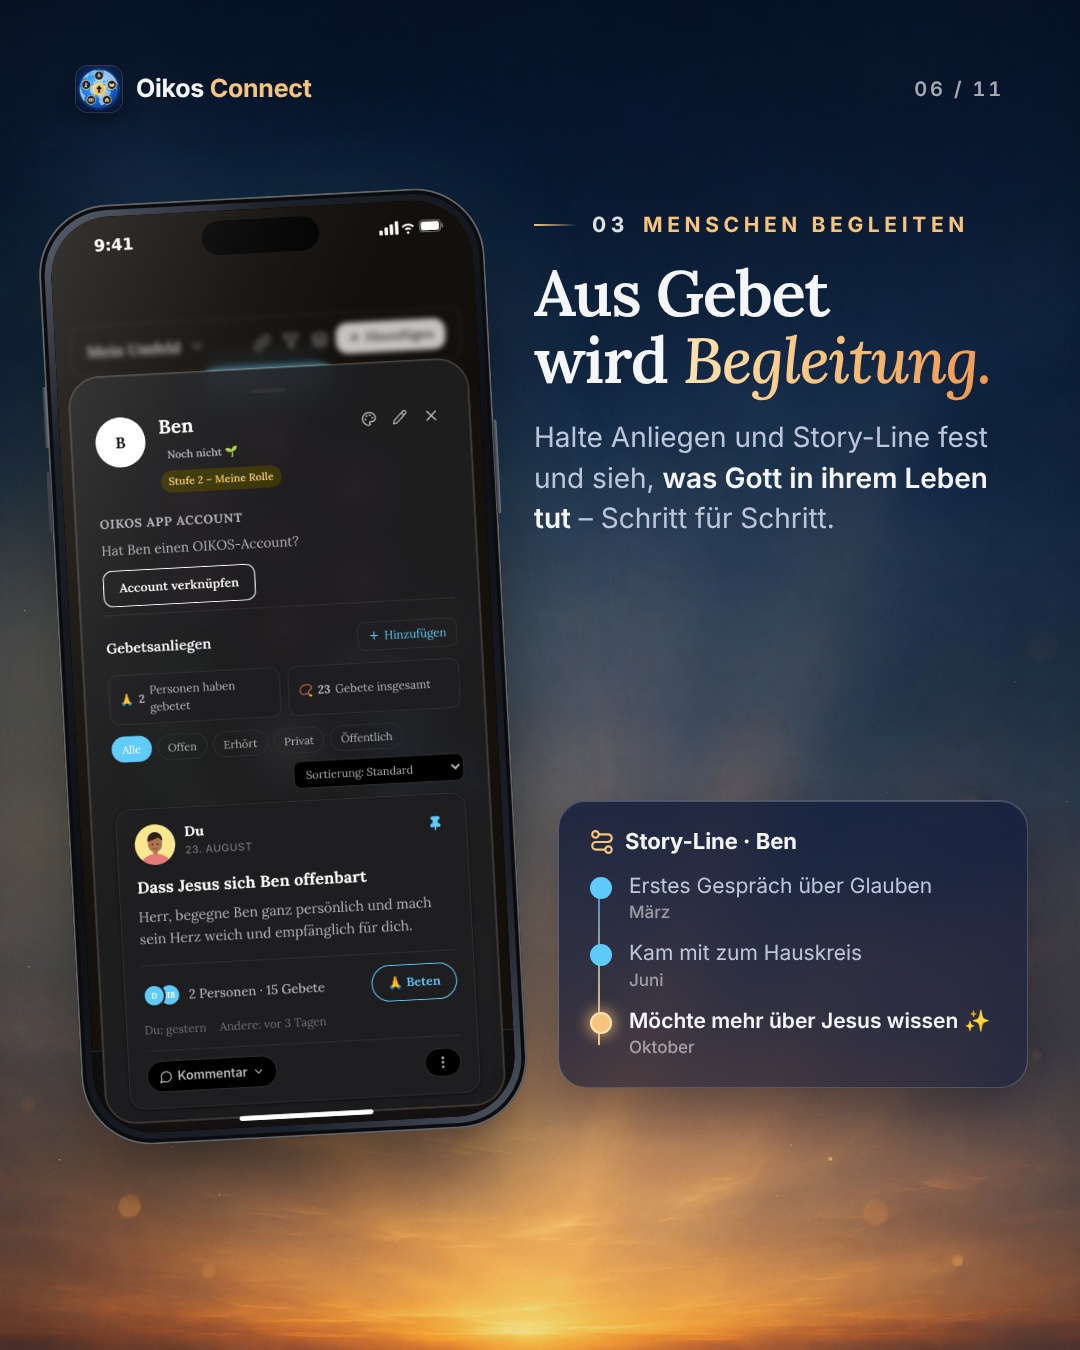 Oikos Connect
06 / 11
9:41
Mein Umfeld
+ Hinzufügen
B
Ben
Noch nicht 🌱
Stufe 2 – Meine Rolle
OIKOS APP ACCOUNT
Hat Ben einen OIKOS-Account?
Account verknüpfen
Gebetsanliegen
+ Hinzufügen
🙏 2 Personen haben
gebetet
📿 23 Gebete insgesamt
Alle Offen Erhört Privat Öffentlich
Sortierung: Standard
Du
23. AUGUST
Dass Jesus sich Ben offenbart
Herr, begegne Ben ganz persönlich und mach
sein Herz weich und empfänglich für dich.
D
2 Personen · 15 Gebete
🙏 Beten
Du: gestern Andere: vor 3 Tagen
Kommentar
03 MENSCHEN BEGLEITEN
Aus Gebet
wird Begleitung.
Halte Anliegen und Story-Line fest
und sieh, was Gott in ihrem Leben
tut – Schritt für Schritt.
Story-Line · Ben
Erstes Gespräch über Glauben
März
Kam mit zum Hauskreis
Juni
Möchte mehr über Jesus wissen ✨
Oktober